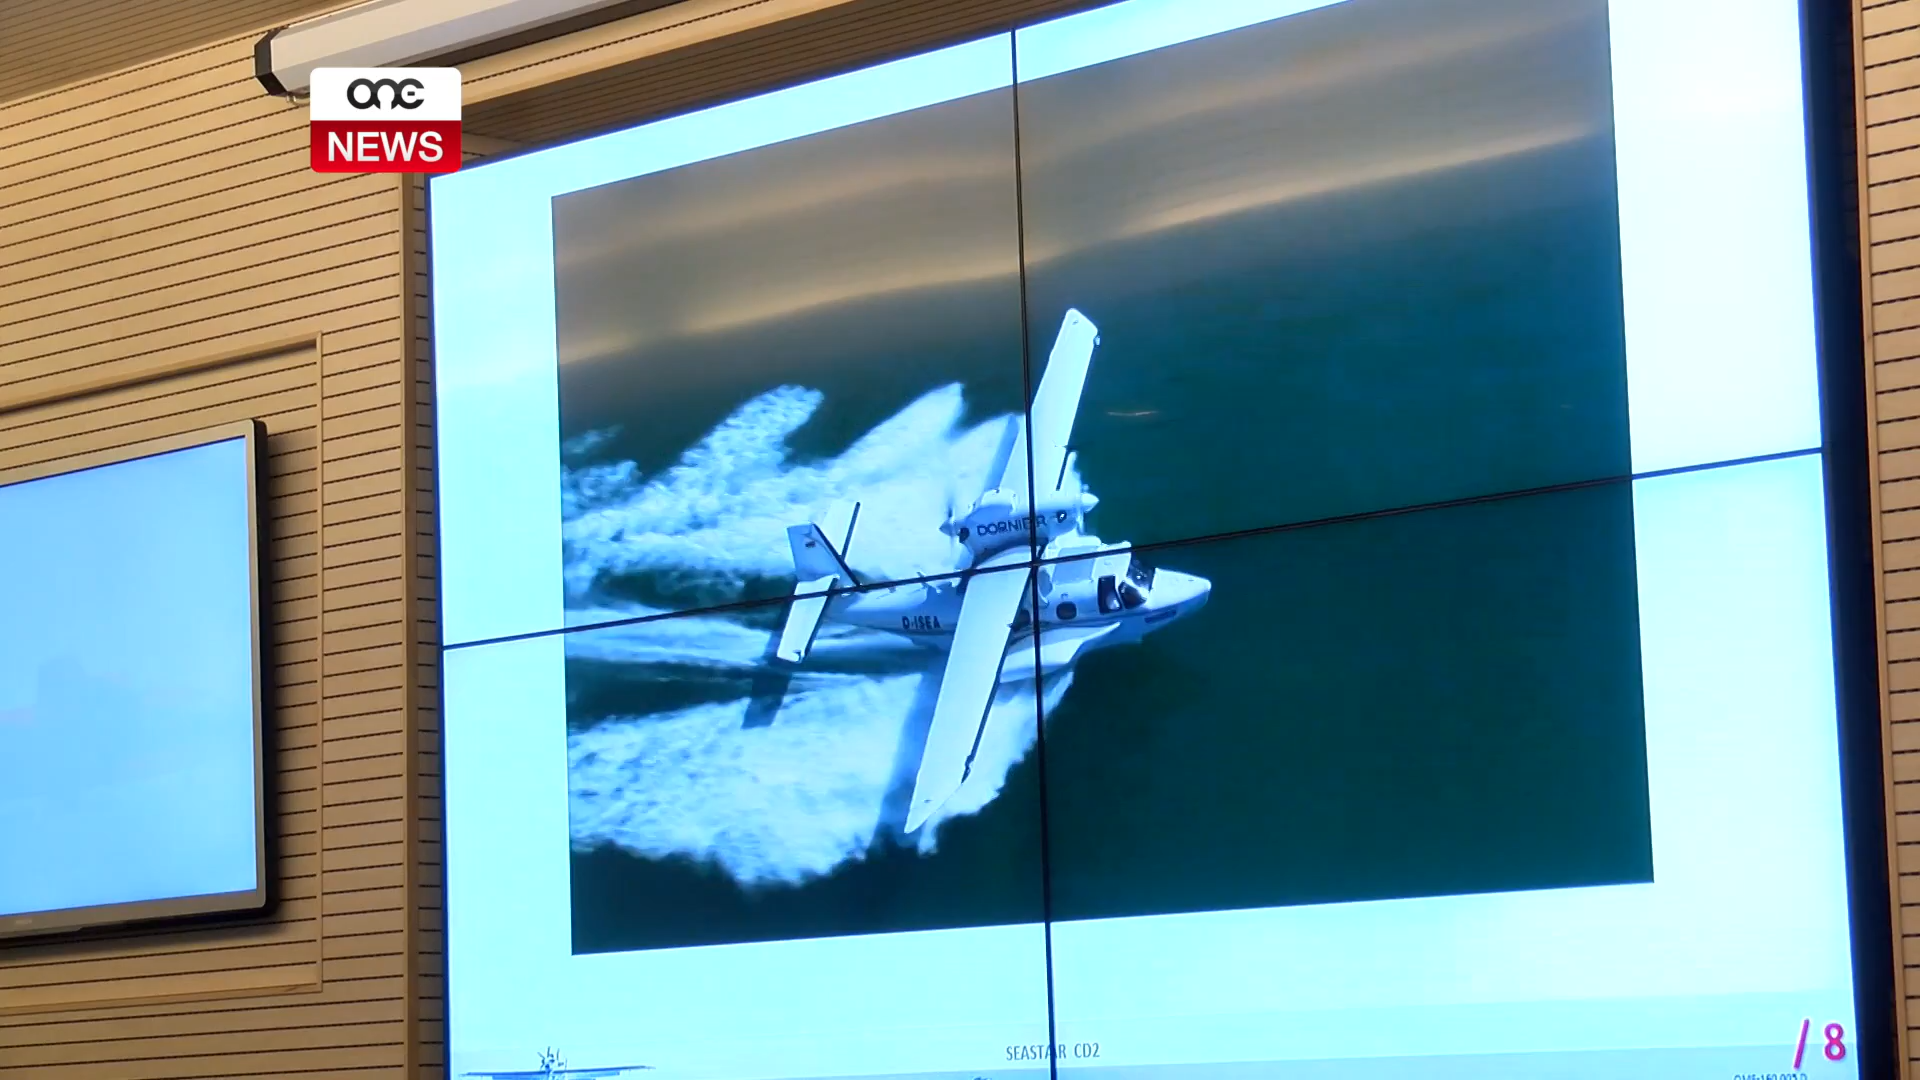 one
NEWS
DORNIER
D-ISEA
SEASTAR CD2
/ 8